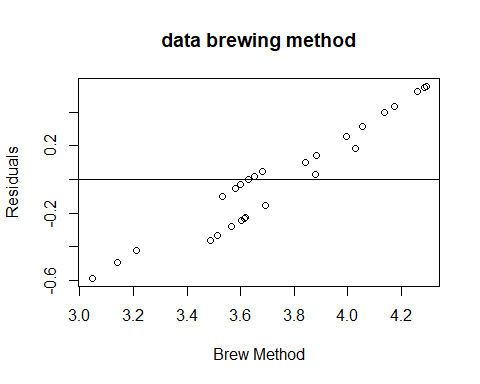 data brewing method
Residuals
0.2
-0.2
-0.6
3.0 3.2 3.4 3.6 3.8 4.0 4.2
Brew Method